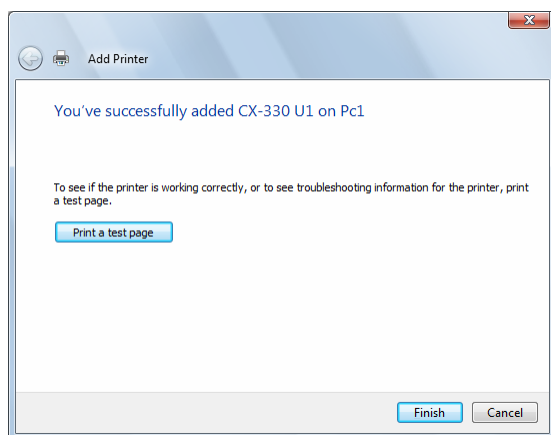 Add Printer
You've successfully added CX-330 U1 on Pc1
To see if the printer is working correctly, or to see troubleshooting information for the printer, print
a test page.
Print a test page
Finish
Cancel